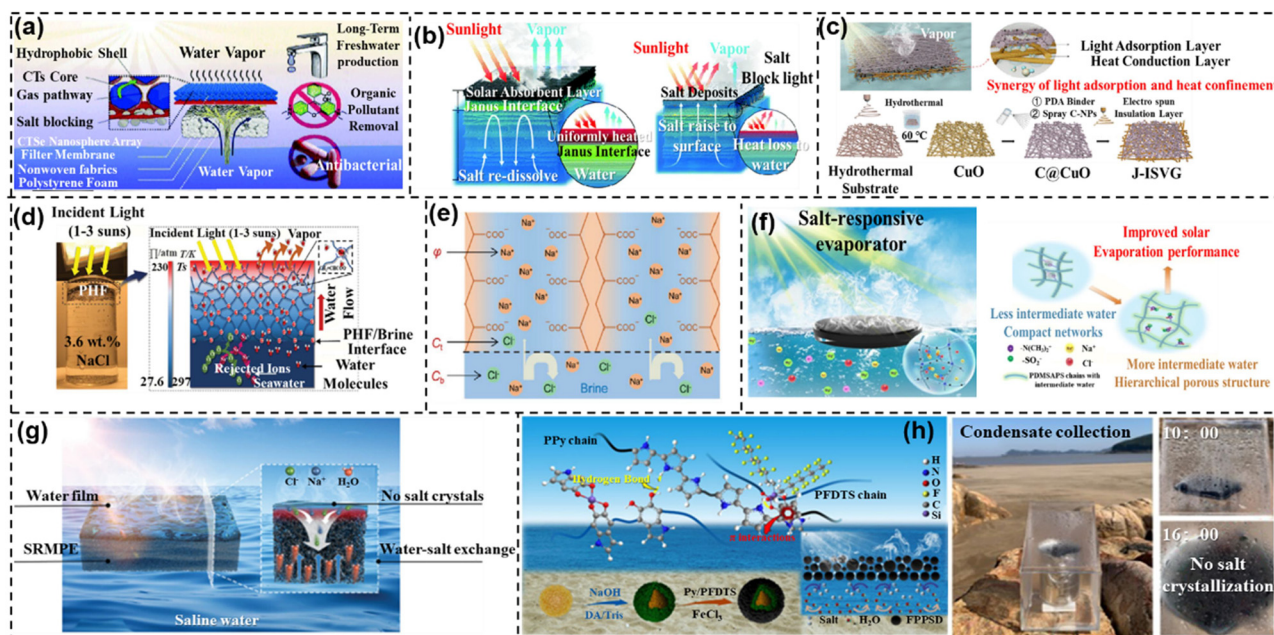 (a)
Hydrophobic Shell
CTs Core
Gas pathway
Salt blocking
CTSe Nanosphere Array
Filter Membrane
Nonwoven fabrics
Polystyrene Foam
Water Vapor
Water Vapor
Long-Term
Freshwater
production
Organic
Pollutant
Removal
Antibacterial
(b)
Sunlight
Vapor
Solar Absorbent Layer
Janus Interface
Salt re-dissolve
Uniformly heated
Janus Interface
Water
Sunlight
Vapor
Salt
Block light
Salt Deposits
Salt raise to
surface
Heat loss to
water
(c)
Vapor
Light Adsorption Layer
Heat Conduction Layer
Synergy of light adsorption and heat confinement
Hydrothermal
60 °C
① PDA Binder
② Spray C-NPs
Electro spun
Insulation Layer
Hydrothermal
Substrate
CuO
C@CuO
J-ISVG
(d)
Incident Light
(1-3 suns)
PHF
3.6 wt.%
NaCl
Incident Light (1-3 suns)
Vapor
∏/atm T/K
230 Ts
27.6 297
Water
Flow
PHF/Brine
Interface
Water
Molecules
Rejected Ions
Seawater
(e)
φ
COO⁻ Na⁺ Cl⁻
Brine
(f)
Salt-responsive
evaporator
Improved solar
Evaporation performance
Less intermediate water
Compact networks
-SO₂⁻
Na⁺
Cl⁻
PDMSAPS chains with
intermediate water
More intermediate water
Hierarchical porous structure
(g)
Water film
SRMPE
Cl⁻ Na⁺ H₂O
No salt crystals
Water-salt exchange
Saline water
(h)
PPy chain
Hydrogen Bond
PFDTS chain
π interactions
H
N
O
F
C
Si
NaOH
DA/Tris
Py/PFDTS
FeCl₃
Salt H₂O FPPSD
Condensate collection
10:00
16:00
No salt
crystallization